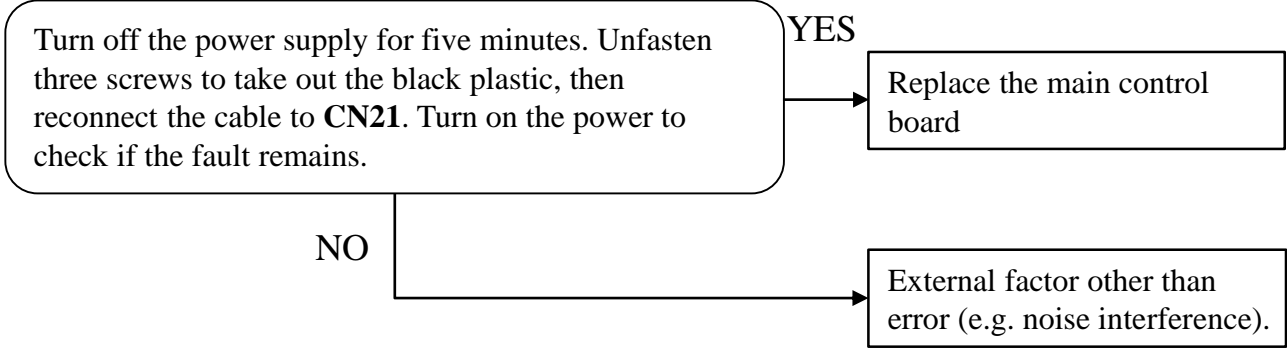 Turn off the power supply for five minutes. Unfasten
three screws to take out the black plastic, then
reconnect the cable to CN21. Turn on the power to
check if the fault remains.
YES
Replace the main control
board
NO
External factor other than
error (e.g. noise interference).